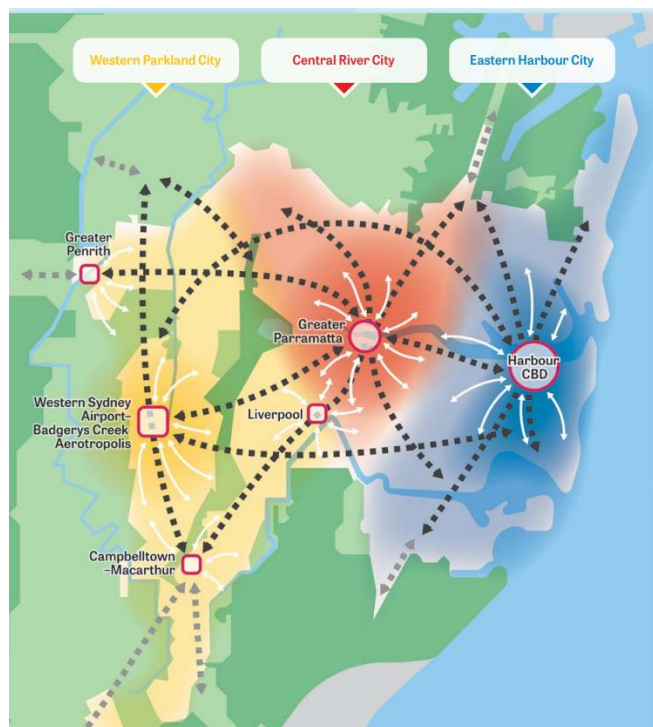 Western Parkland City
Central River City
Eastern Harbour City
Greater
Penrith
Greater
Parramatta
Harbour
CBD
Western Sydney
Airport–
Badgerys Creek
Aerotropolis
Liverpool
Campbelltown
–Macarthur